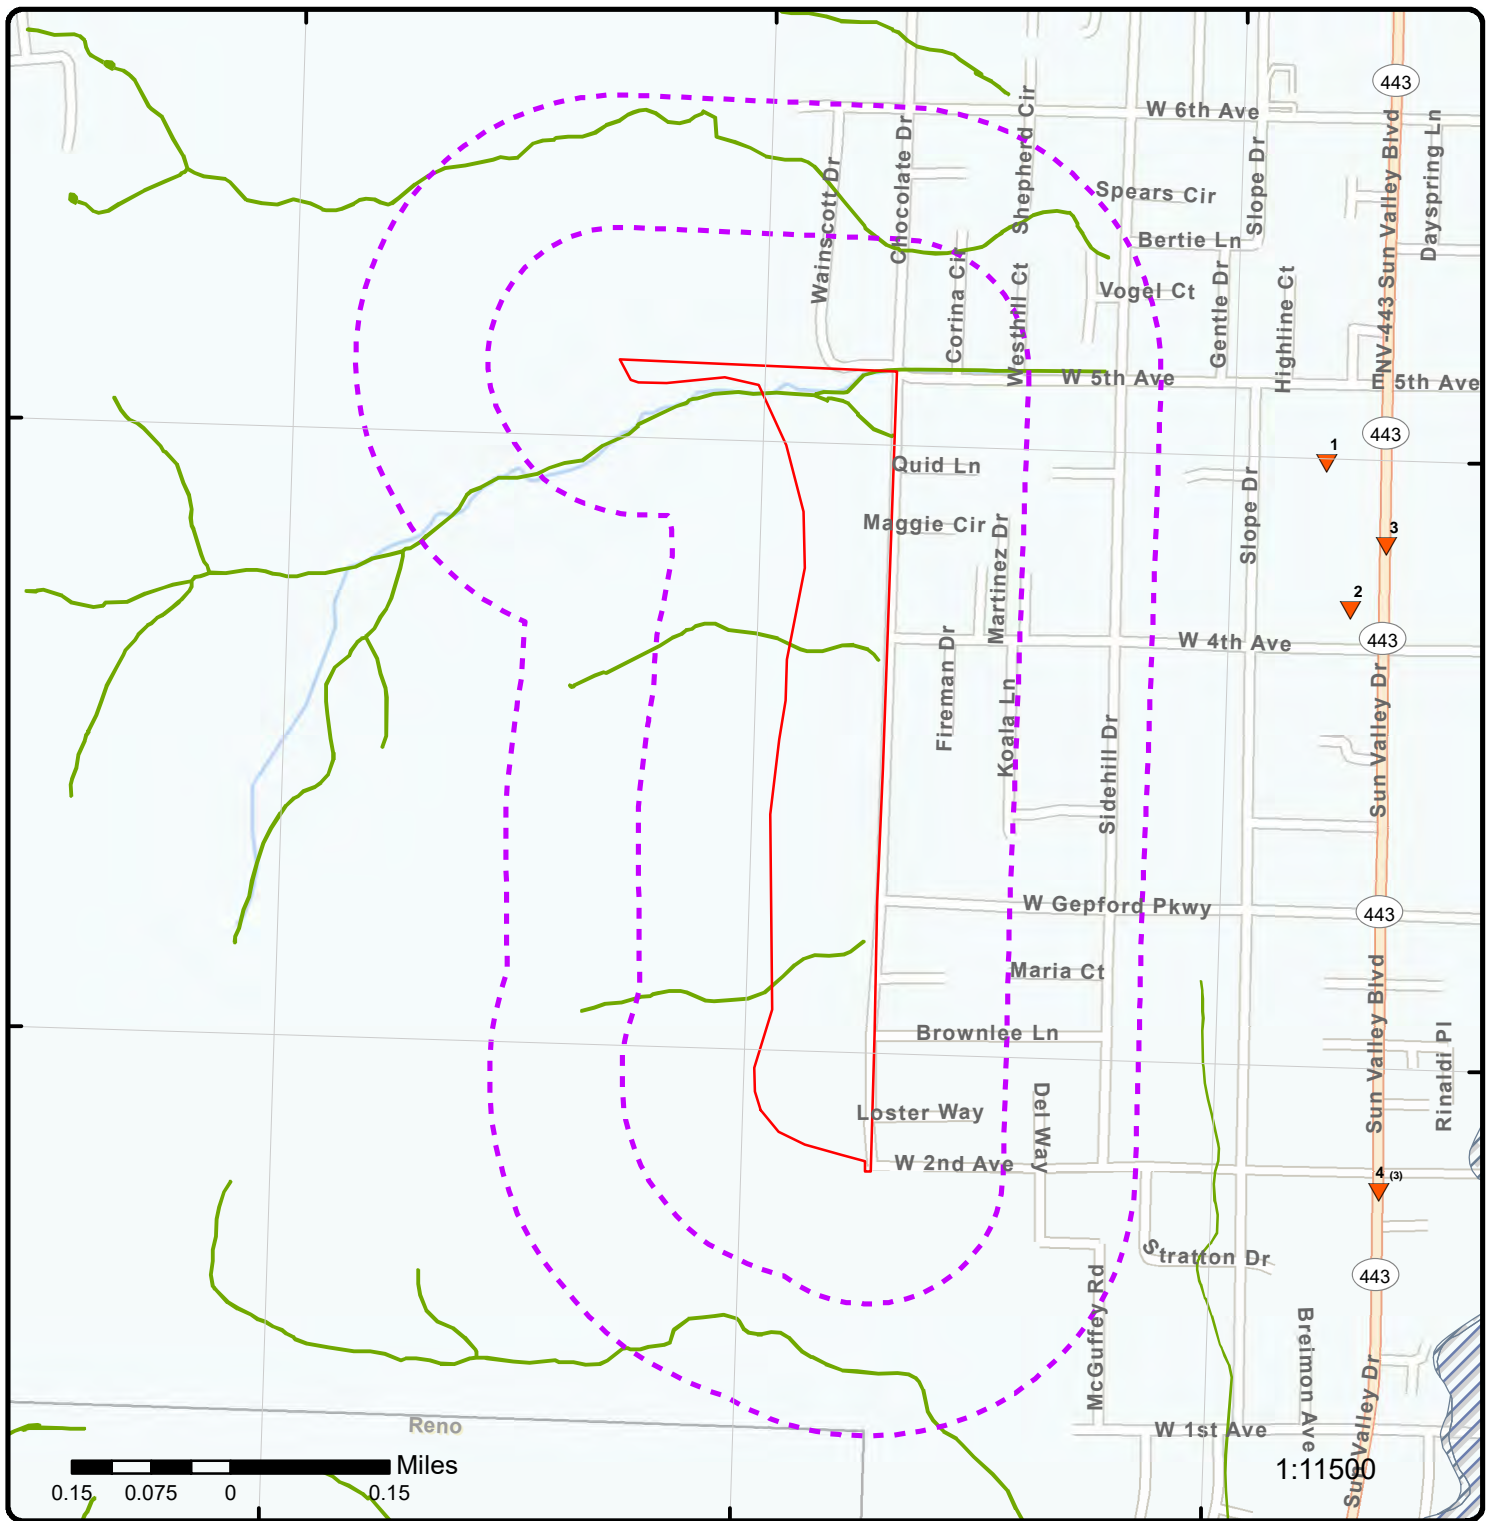 443
W 6th Ave
Chocolate Dr
Shepherd Cir
Slope Dr
NV-443 Sun Valley Blvd
Dayspring Ln
Wainscott Dr
Spears Cir
Bertie Ln
Corina Cir
Westhill Ct
Vogel Ct
Gentle Dr
Highline Ct
W 5th Ave
E 5th Ave
443
1
Quid Ln
Slope Dr
Maggie Cir
Martinez Dr
3
2
W 4th Ave
443
Fireman Dr
Koala Ln
Sidehill Dr
Sun Valley Dr
W Gepford Pkwy
443
Maria Ct
Sun Valley Blvd
Brownlee Ln
Rinaldi Pl
Loster Way
Del Way
W 2nd Ave
4 (3)
Stratton Dr
443
McGuffey Rd
Breimon Ave
Sun Valley Dr
Reno
W 1st Ave
Miles
1:11500
0.15 0.075 0 0.15